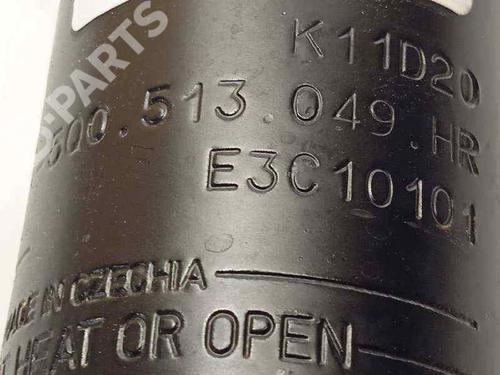 K11D20
5Q0.513.049.HR
E3C10101
MADE IN CZECHIA
HEAT OR OPEN
PARTS